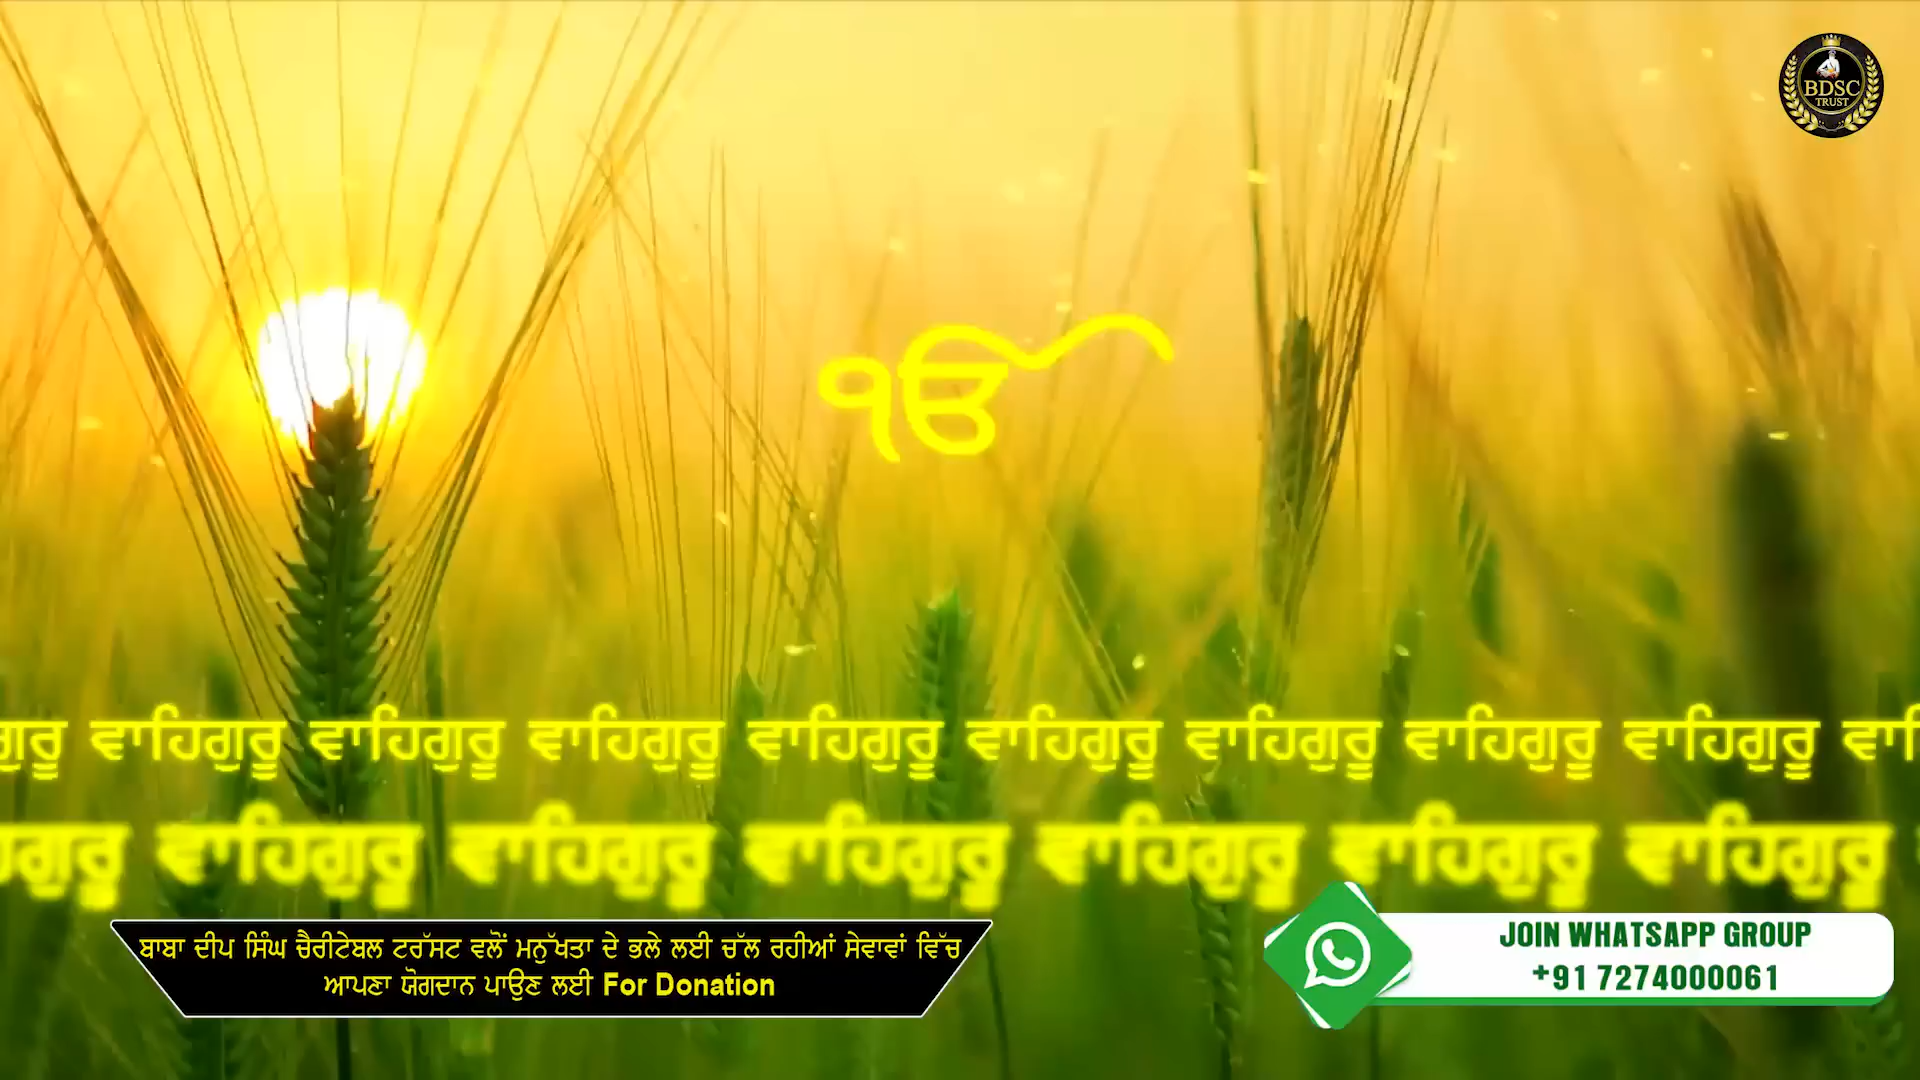 BDSC
TRUST
ੴ
ਗੁਰੂ ਵਾਹਿਗੁਰੂ ਵਾਹਿਗੁਰੂ ਵਾਹਿਗੁਰੂ ਵਾਹਿਗੁਰੂ ਵਾਹਿਗੁਰੂ ਵਾਹਿਗੁਰੂ ਵਾਹਿਗੁਰੂ ਵਾਹਿਗੁਰੂ ਵਾਹਿ
ਗੁਰੂ ਵਾਹਿਗੁਰੂ ਵਾਹਿਗੁਰੂ ਵਾਹਿਗੁਰੂ ਵਾਹਿਗੁਰੂ ਵਾਹਿਗੁਰੂ ਵਾਹਿਗੁਰੂ
ਬਾਬਾ ਦੀਪ ਸਿੰਘ ਚੈਰੀਟੇਬਲ ਟਰੱਸਟ ਵਲੋਂ ਮਨੁੱਖਤਾ ਦੇ ਭਲੇ ਲਈ ਚੱਲ ਰਹੀਆਂ ਸੇਵਾਵਾਂ ਵਿੱਚ
ਆਪਣਾ ਯੋਗਦਾਨ ਪਾਉਣ ਲਈ For Donation
JOIN WHATSAPP GROUP
+91 7274000061